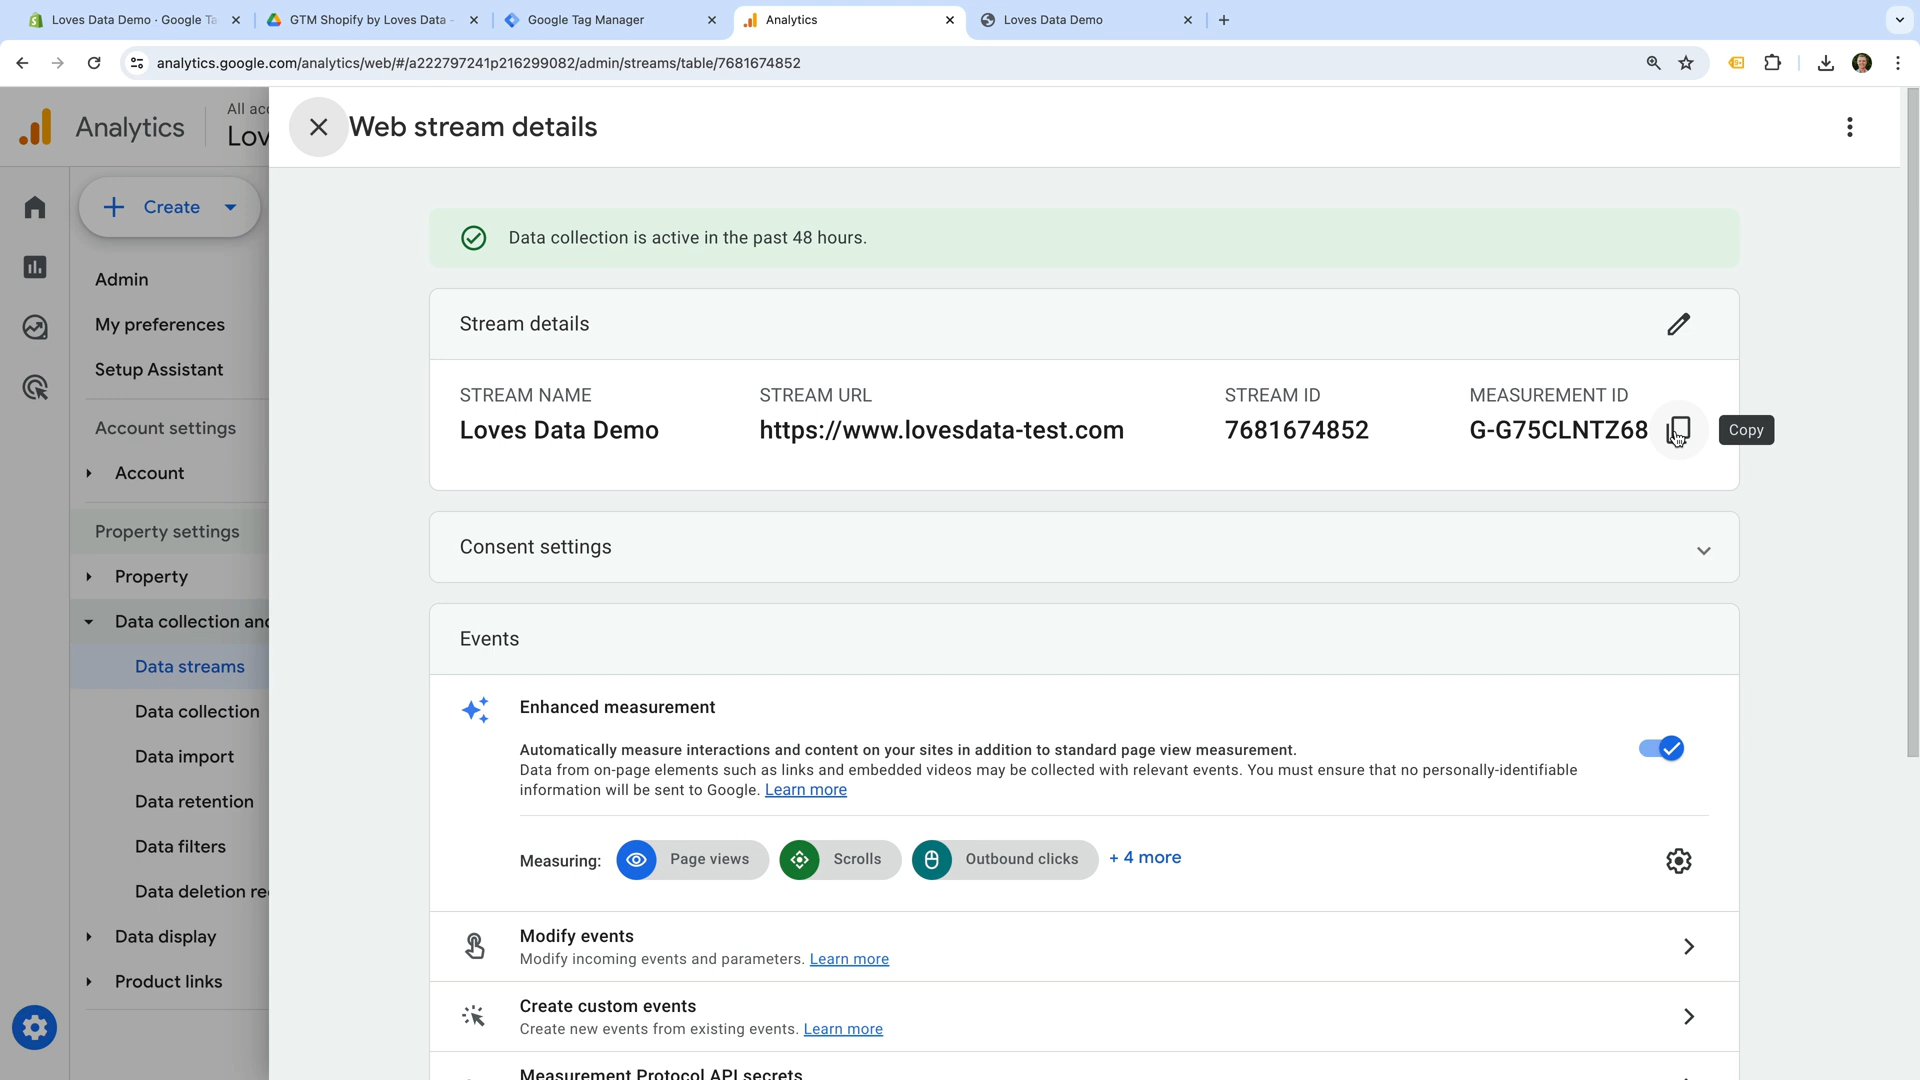 Loves Data Demo · Google Ta
GTM Shopify by Loves Data -
Google Tag Manager
Analytics
Loves Data Demo
analytics.google.com/analytics/web/#/a222797241p216299082/admin/streams/table/7681674852
Analytics
All acc
Lov
Web stream details
Create
Admin
My preferences
Setup Assistant
Account settings
Account
Property settings
Property
Data collection and
Data streams
Data collection
Data import
Data retention
Data filters
Data deletion re
Data display
Product links
Data collection is active in the past 48 hours.
Stream details
STREAM NAME
Loves Data Demo
STREAM URL
https://www.lovesdata-test.com
STREAM ID
7681674852
MEASUREMENT ID
G-G75CLNTZ68
Copy
Consent settings
Events
Enhanced measurement
Automatically measure interactions and content on your sites in addition to standard page view measurement.
Data from on-page elements such as links and embedded videos may be collected with relevant events. You must ensure that no personally-identifiable
information will be sent to Google. Learn more
Measuring: Page views Scrolls Outbound clicks + 4 more
Modify events
Modify incoming events and parameters. Learn more
Create custom events
Create new events from existing events. Learn more
Measurement Protocol API secrets